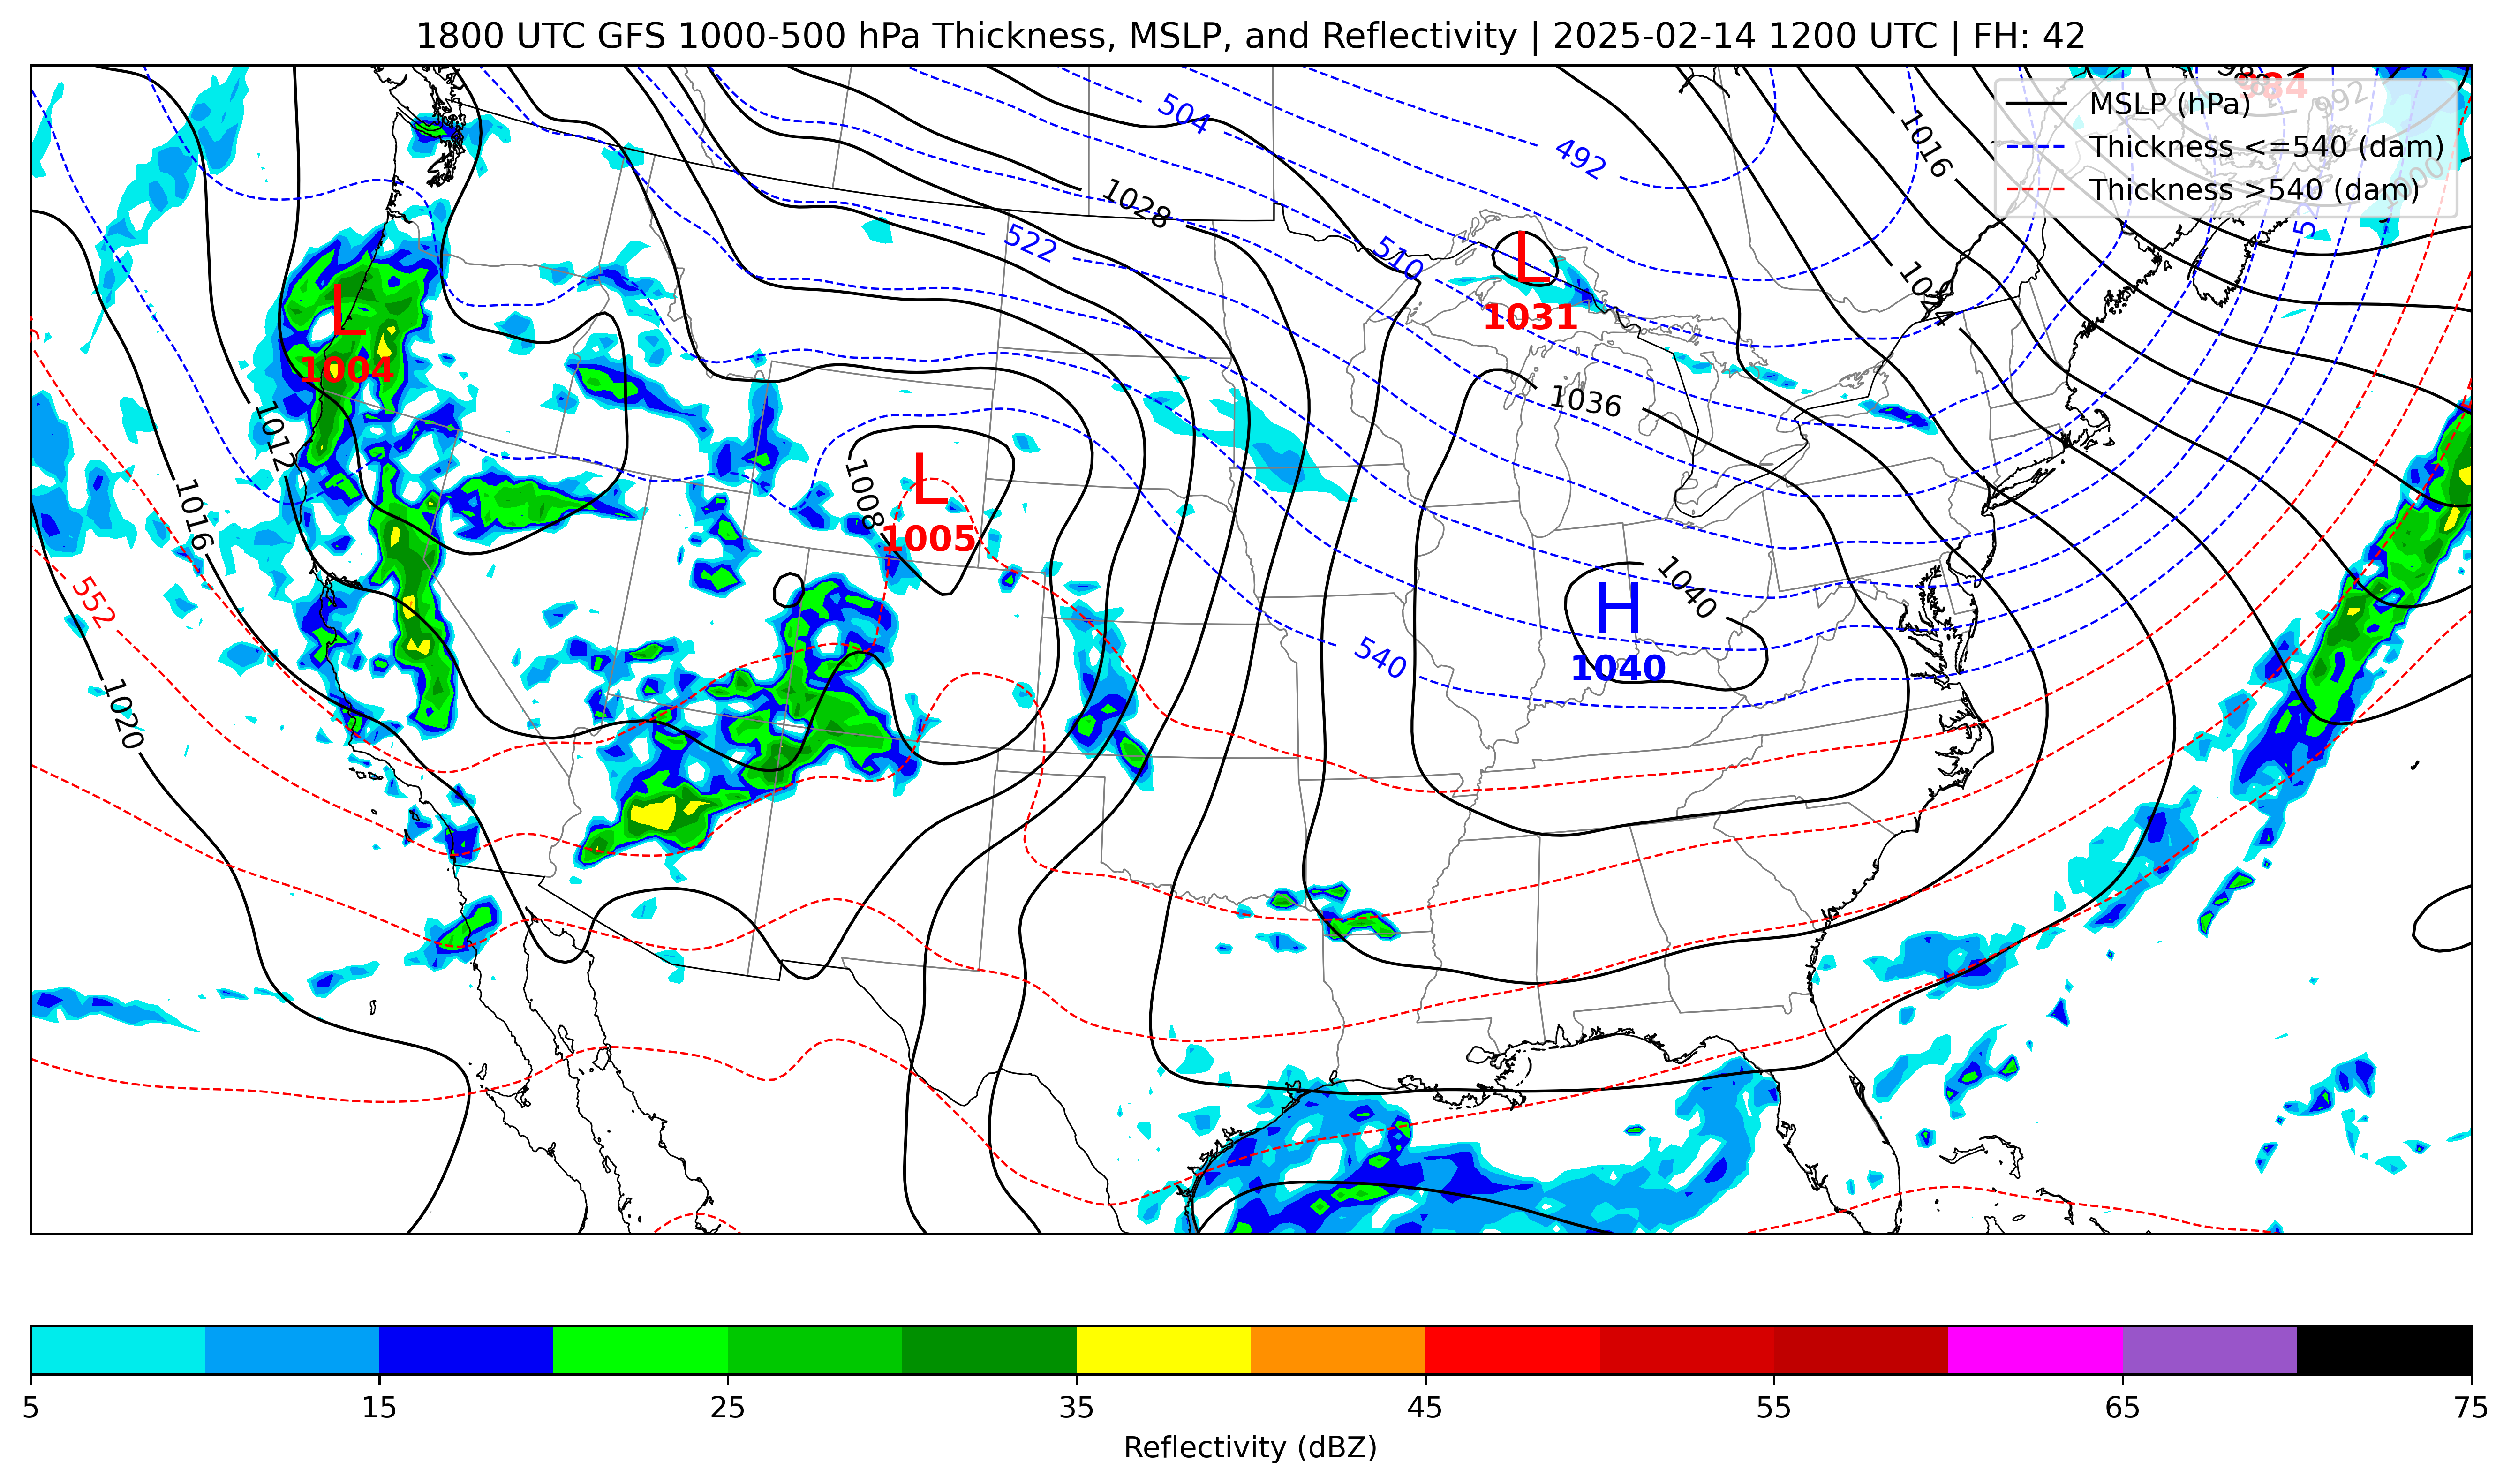 1800 UTC GFS 1000-500 hPa Thickness, MSLP, and Reflectivity | 2025-02-14 1200 UTC | FH: 42
984
992
MSLP (hPa)
Thickness <=540 (dam)
Thickness >540 (dam)
504
492
1016
1028
522
510
1024
L
1031
L
1004
1036
1012
1008
L
1005
1016
552
1040
H
1040
540
1020
5 15 25 35 45 55 65 75
Reflectivity (dBZ)